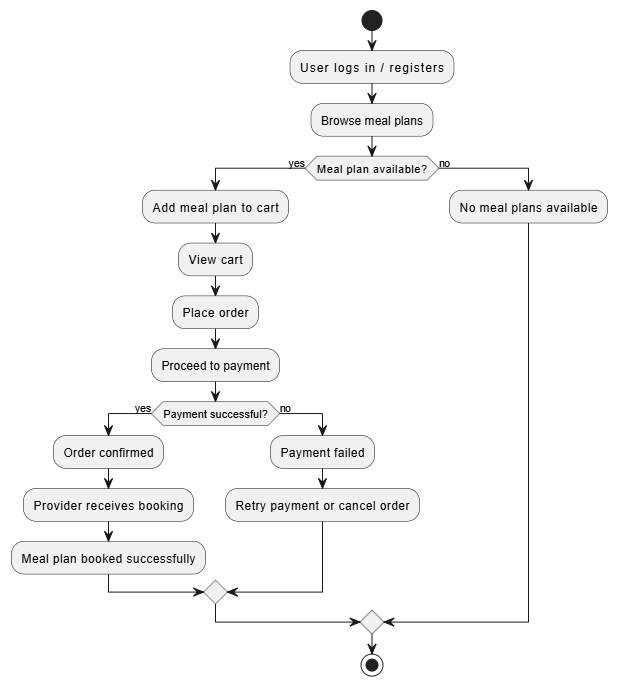 User logs in / registers
Browse meal plans
yes
Meal plan available?
no
Add meal plan to cart
No meal plans available
View cart
Place order
Proceed to payment
yes
Payment successful?
no
Order confirmed
Payment failed
Provider receives booking
Retry payment or cancel order
Meal plan booked successfully